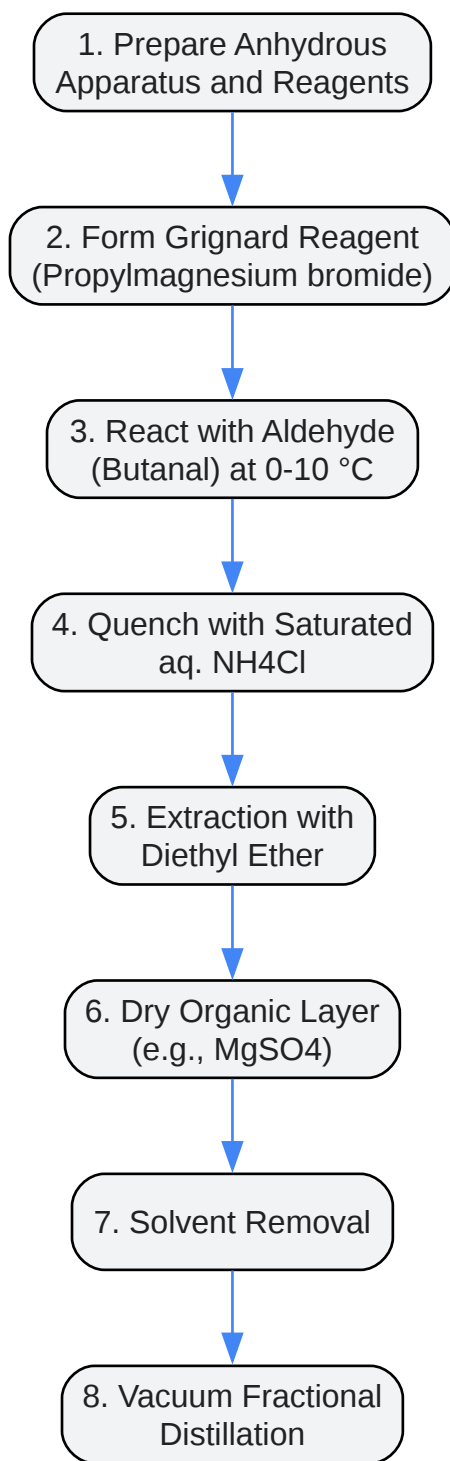 1. Prepare Anhydrous
Apparatus and Reagents
2. Form Grignard Reagent
(Propylmagnesium bromide)
3. React with Aldehyde
(Butanal) at 0-10 °C
4. Quench with Saturated
aq. NH4Cl
5. Extraction with
Diethyl Ether
6. Dry Organic Layer
(e.g., MgSO4)
7. Solvent Removal
8. Vacuum Fractional
Distillation